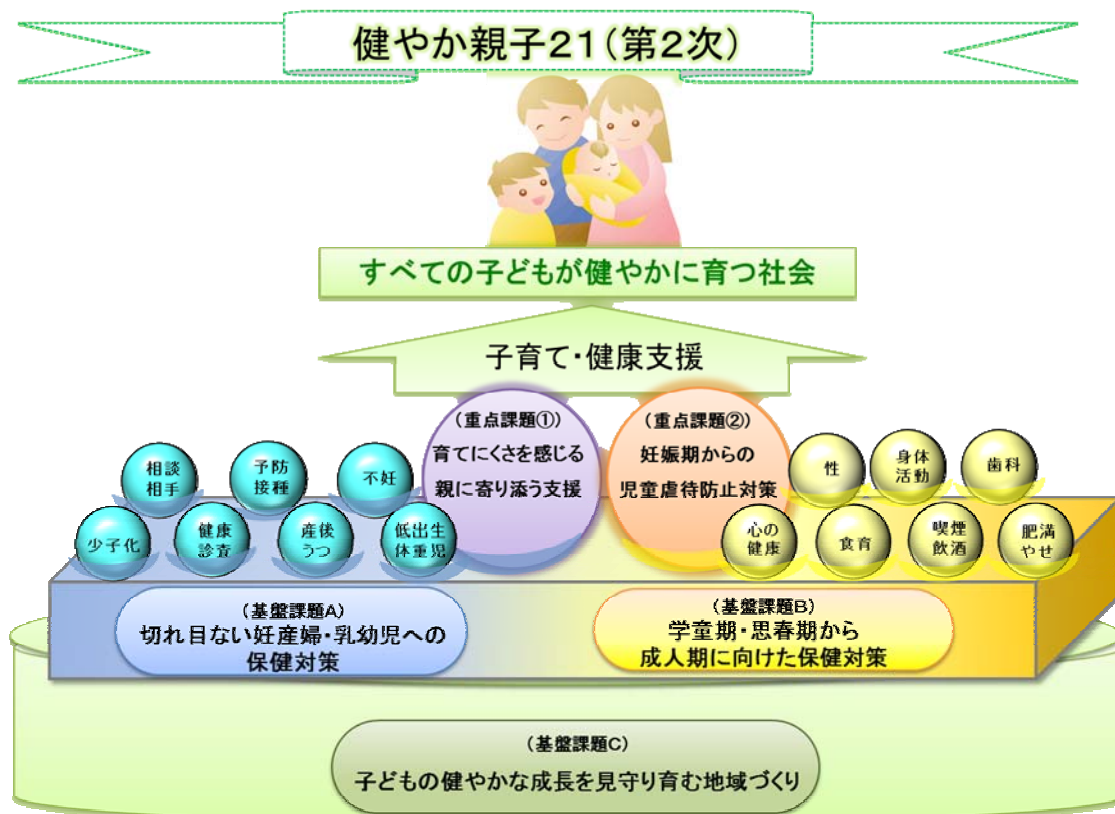 健やか親子21(第2次)
すべての子どもが健やかに育つ社会
子育て・健康支援
(重点課題①)
育てにくさを感じる
親に寄り添う支援
(重点課題②)
妊娠期からの
児童虐待防止対策
相談
相手
予防
接種
不妊
少子化
健康
診査
産後
うつ
低出生
体重児
性
身体
活動
歯科
心の
健康
食育
喫煙
飲酒
肥満
やせ
(基盤課題A)
切れ目ない妊産婦・乳幼児への
保健対策
(基盤課題B)
学童期・思春期から
成人期に向けた保健対策
(基盤課題C)
子どもの健やかな成長を見守り育む地域づくり